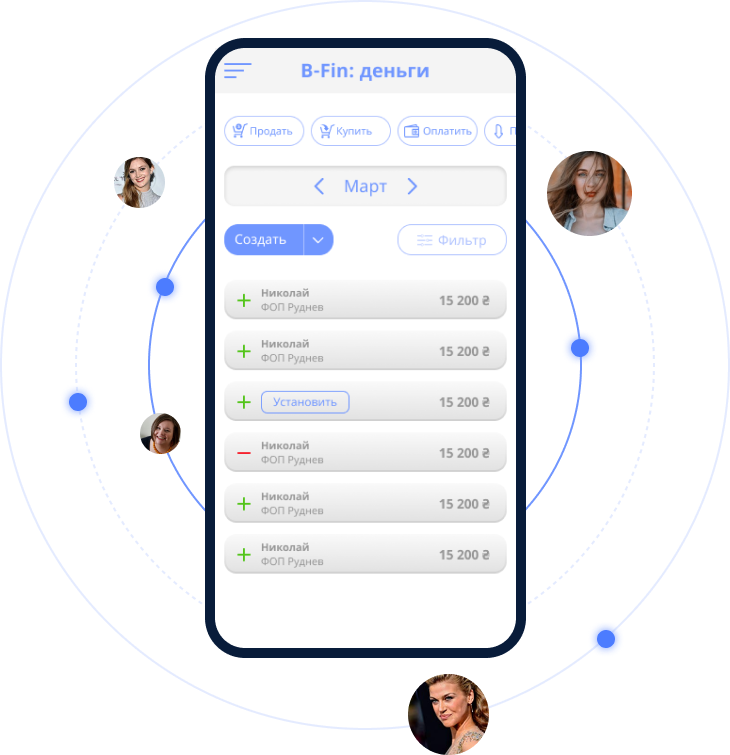 B-Fin: деньги
Продать Купить Оплатить П
Март
Создать Фильтр
Николай
ФОП Руднев 15 200 ₴
Николай
ФОП Руднев 15 200 ₴
Установить 15 200 ₴
Николай
ФОП Руднев 15 200 ₴
Николай
ФОП Руднев 15 200 ₴
Николай
ФОП Руднев 15 200 ₴